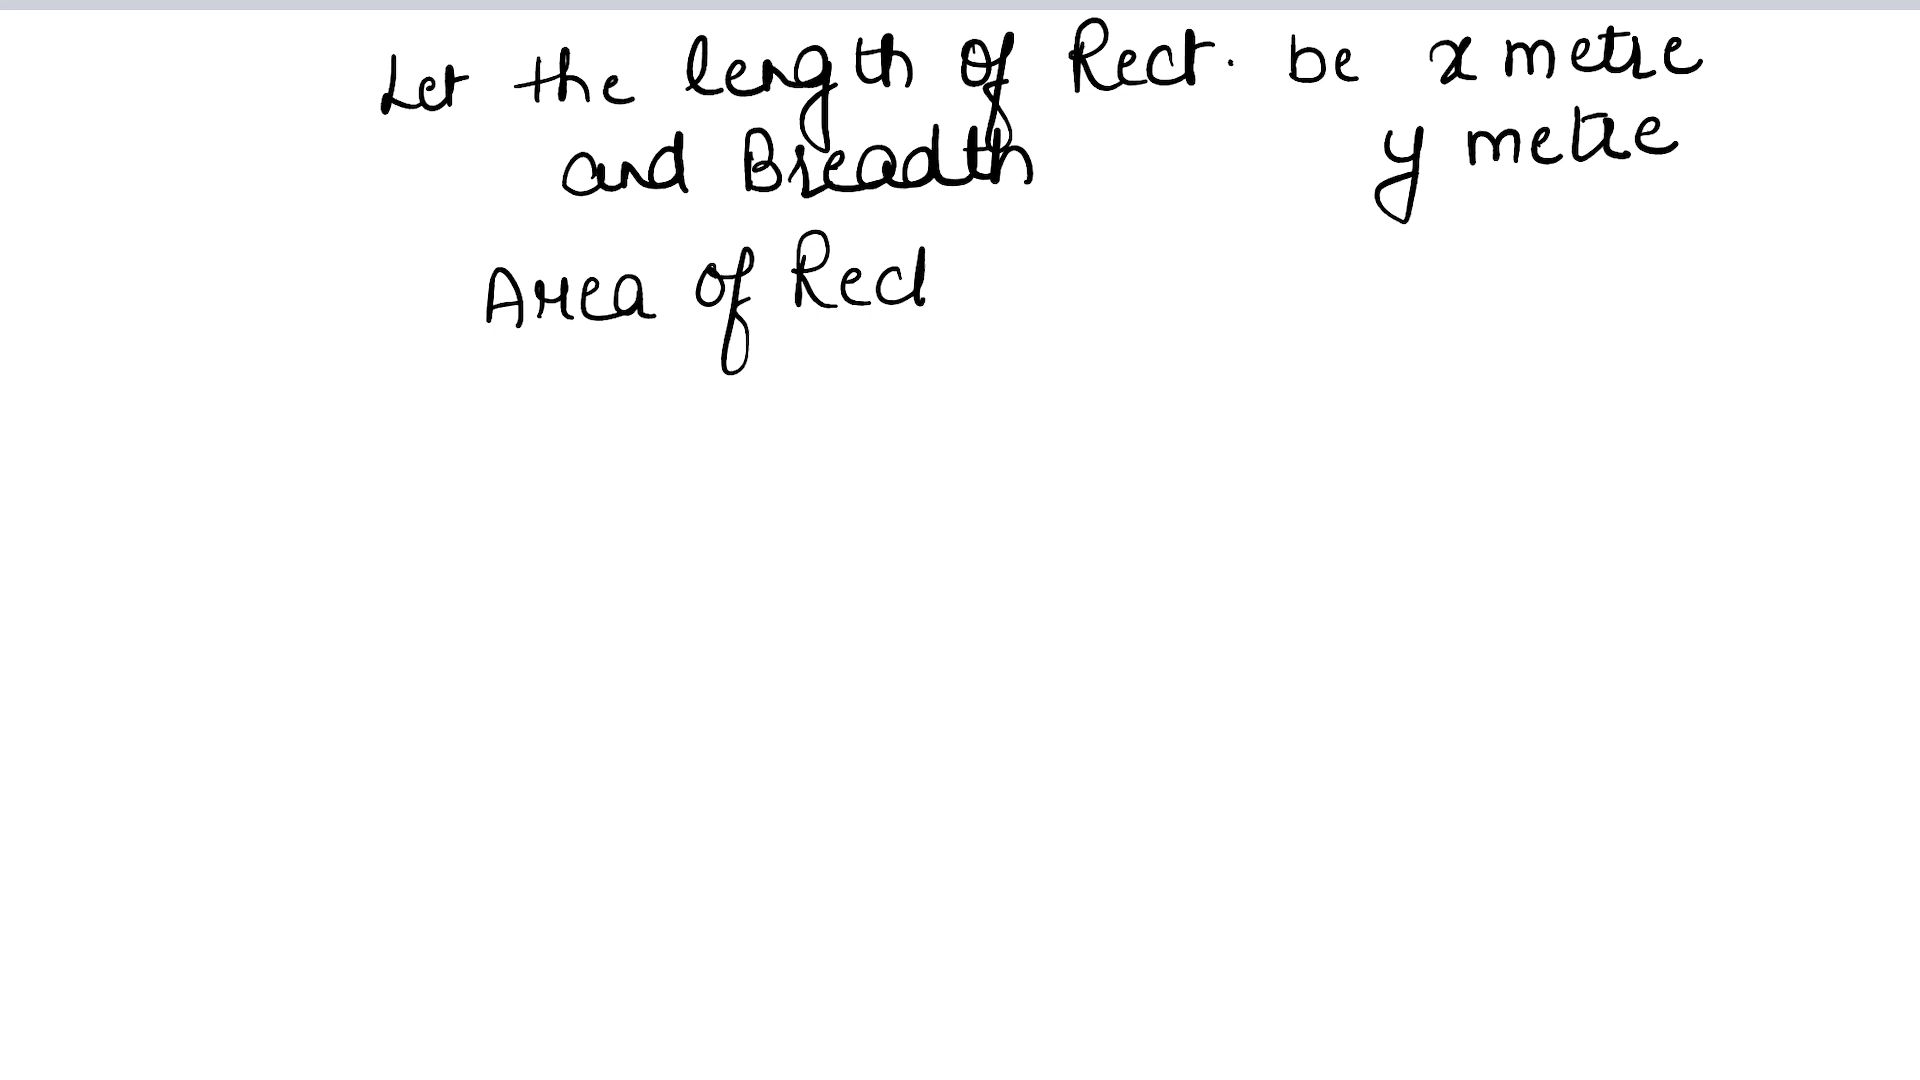 Let the length of Rect. be x metre
and Breadth y metre
Area of Rect